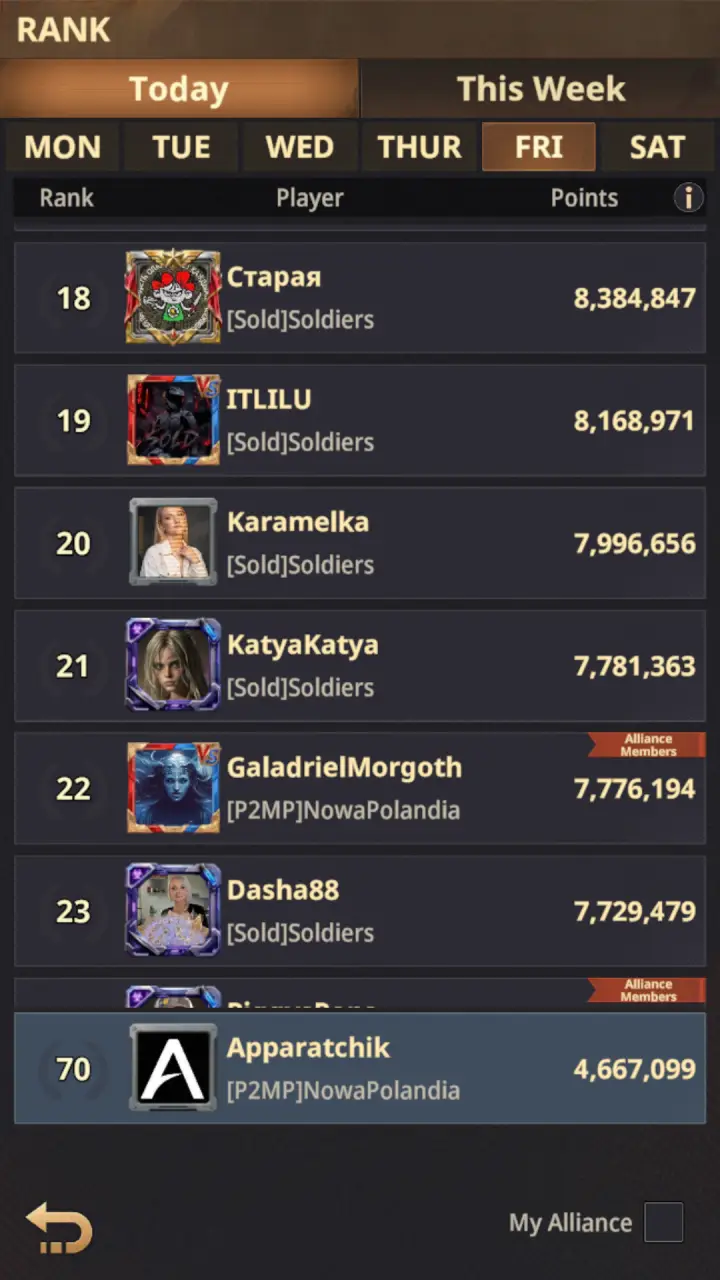 RANK
Today This Week
MON TUE WED THUR FRI SAT
Rank Player Points i
18 Старая 8,384,847
[Sold]Soldiers
19 ITLILU 8,168,971
[Sold]Soldiers
20 Karamelka 7,996,656
[Sold]Soldiers
21 KatyaKatya 7,781,363
[Sold]Soldiers
Alliance
Members
22 GaladrielMorgoth 7,776,194
[P2MP]NowaPolandia
23 Dasha88 7,729,479
[Sold]Soldiers
Alliance
Members
70 Apparatchik 4,667,099
[P2MP]NowaPolandia
My Alliance